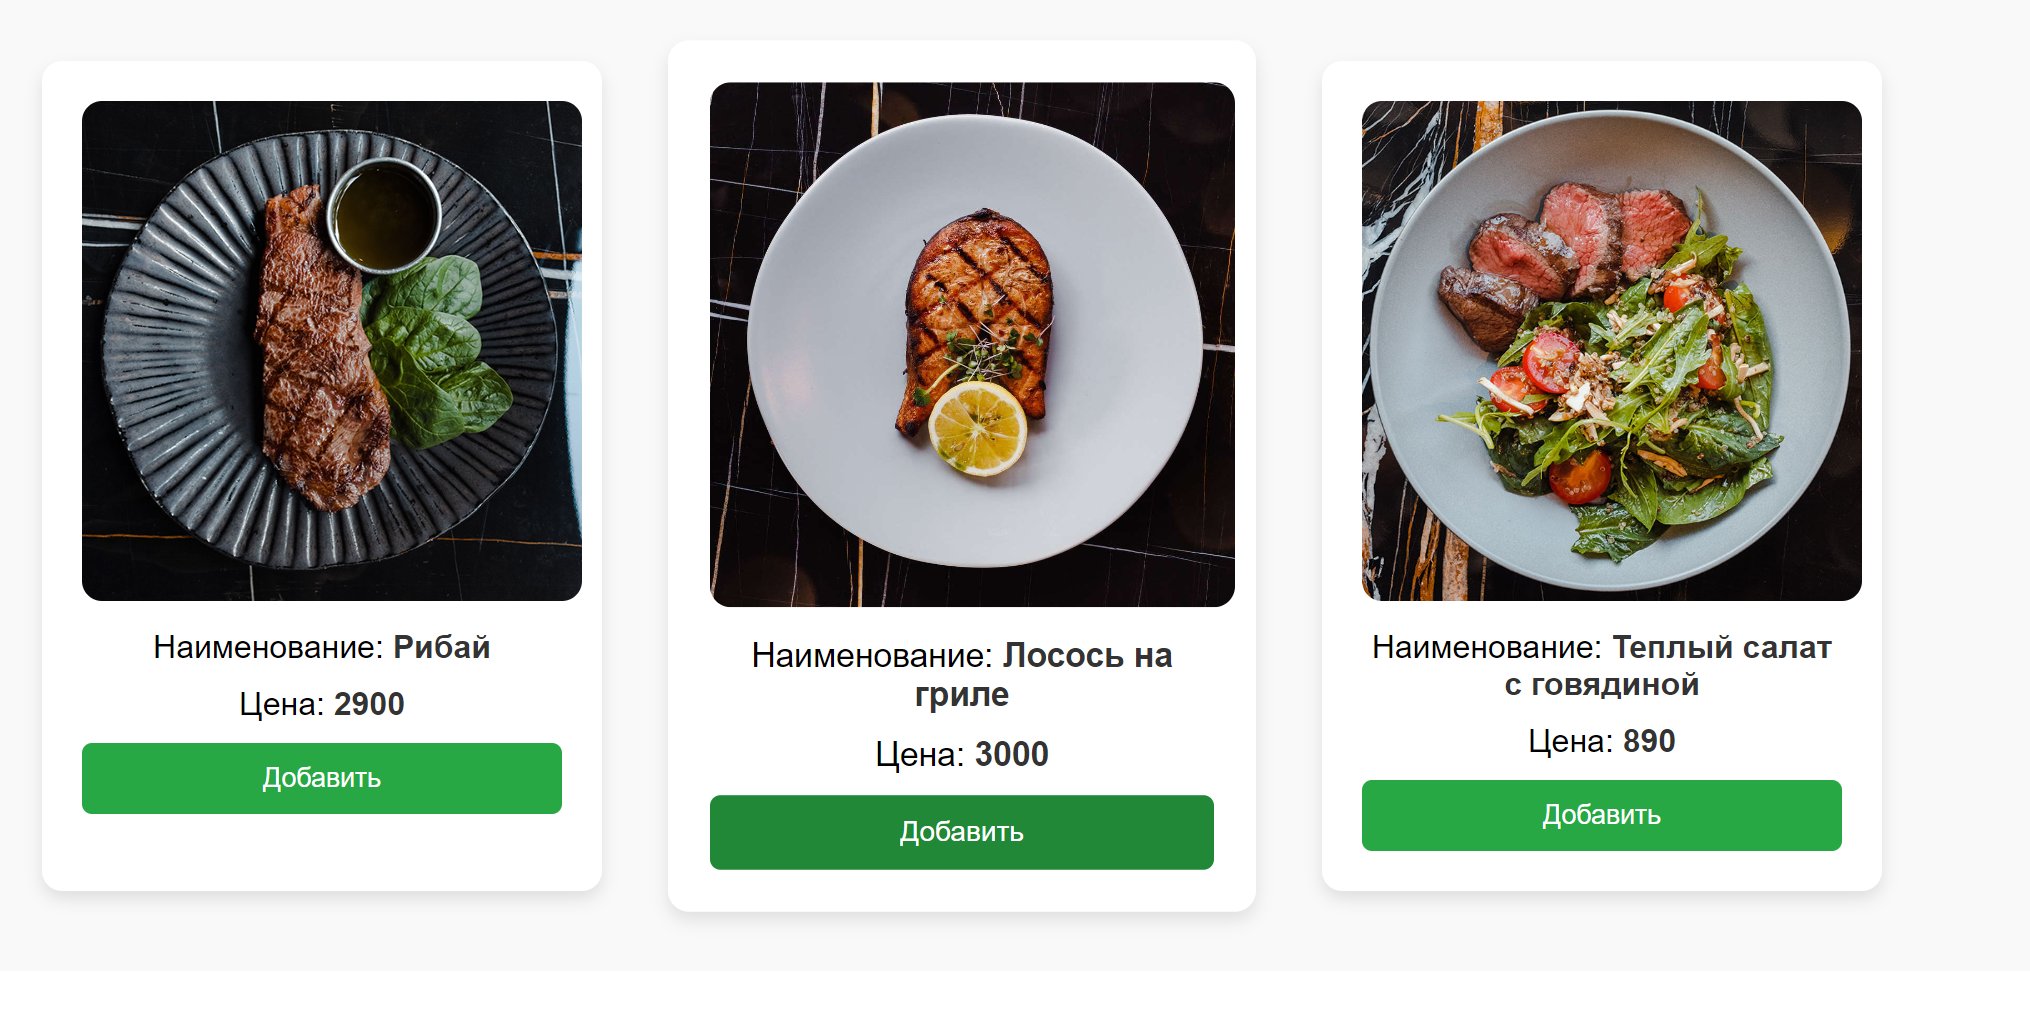 Наименование: Рибай
Цена: 2900
Добавить
Наименование: Лосось на
гриле
Цена: 3000
Добавить
Наименование: Теплый салат
с говядиной
Цена: 890
Добавить